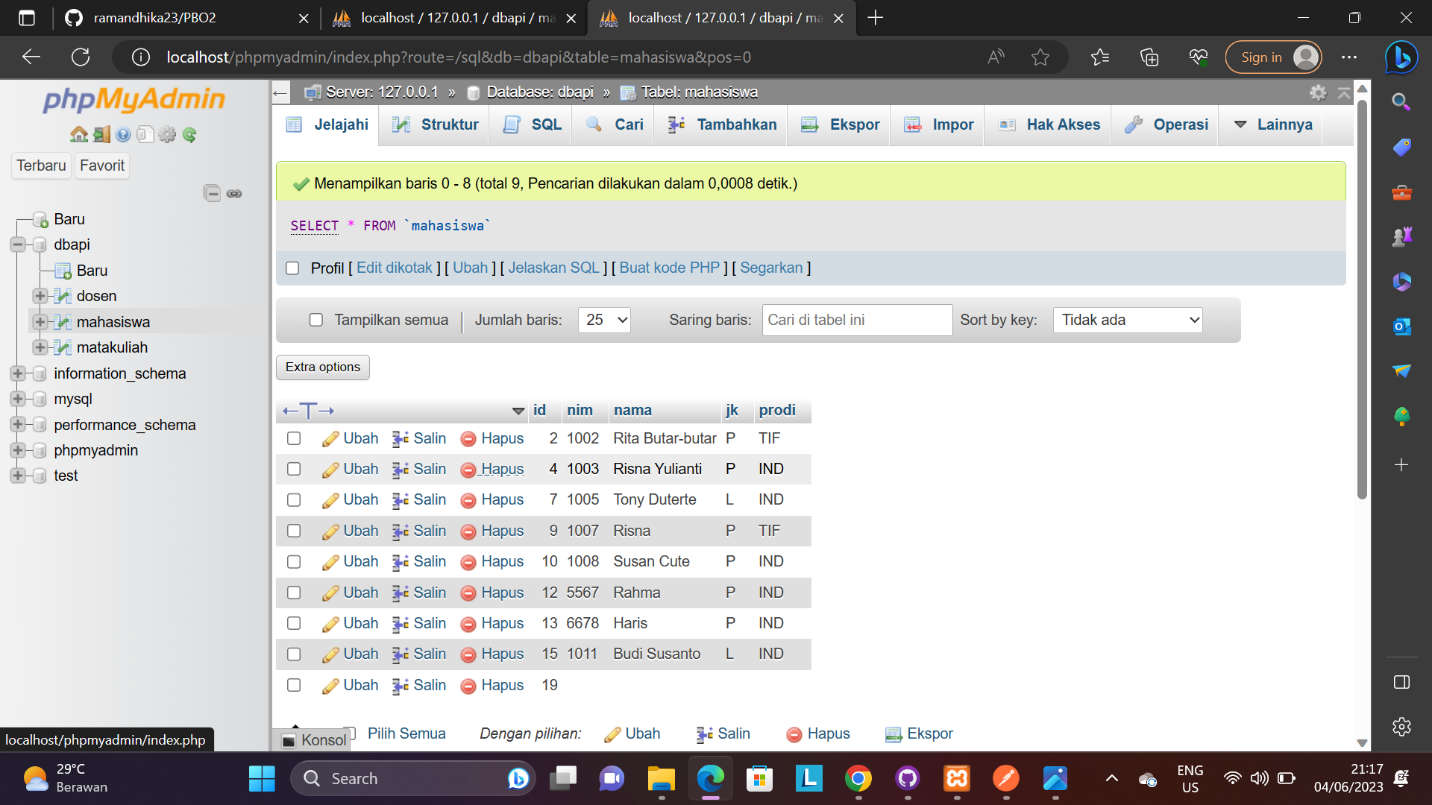 ramandhika23/PBO2
localhost / 127.0.0.1 / dbapi / ma
localhost / 127.0.0.1 / dbapi / ma
localhost/phpmyadmin/index.php?route=/sql&db=dbapi&table=mahasiswa&pos=0
Sign in
phpMyAdmin
Terbaru Favorit
Baru
dbapi
Baru
dosen
mahasiswa
matakuliah
information_schema
mysql
performance_schema
phpmyadmin
test
localhost/phpmyadmin/index.php
Server: 127.0.0.1 » Database: dbapi » Tabel: mahasiswa
Jelajahi Struktur SQL Cari Tambahkan Ekspor Impor Hak Akses Operasi Lainnya
Menampilkan baris 0 - 8 (total 9, Pencarian dilakukan dalam 0,0008 detik.)
SELECT * FROM `mahasiswa`
Profil [ Edit dikotak ] [ Ubah ] [ Jelaskan SQL ] [ Buat kode PHP ] [ Segarkan ]
Tampilkan semua Jumlah baris: 25 Saring baris: Cari di tabel ini Sort by key: Tidak ada
Extra options
id nim nama jk prodi
Ubah Salin Hapus 2 1002 Rita Butar-butar P TIF
Ubah Salin Hapus 4 1003 Risna Yulianti P IND
Ubah Salin Hapus 7 1005 Tony Duterte L IND
Ubah Salin Hapus 9 1007 Risna P TIF
Ubah Salin Hapus 10 1008 Susan Cute P IND
Ubah Salin Hapus 12 5567 Rahma P IND
Ubah Salin Hapus 13 6678 Haris P IND
Ubah Salin Hapus 15 1011 Budi Susanto L IND
Ubah Salin Hapus 19
Pilih Semua Dengan pilihan: Ubah Salin Hapus Ekspor
Konsol
29°C
Berawan
Search
ENG
US
21:17
04/06/2023